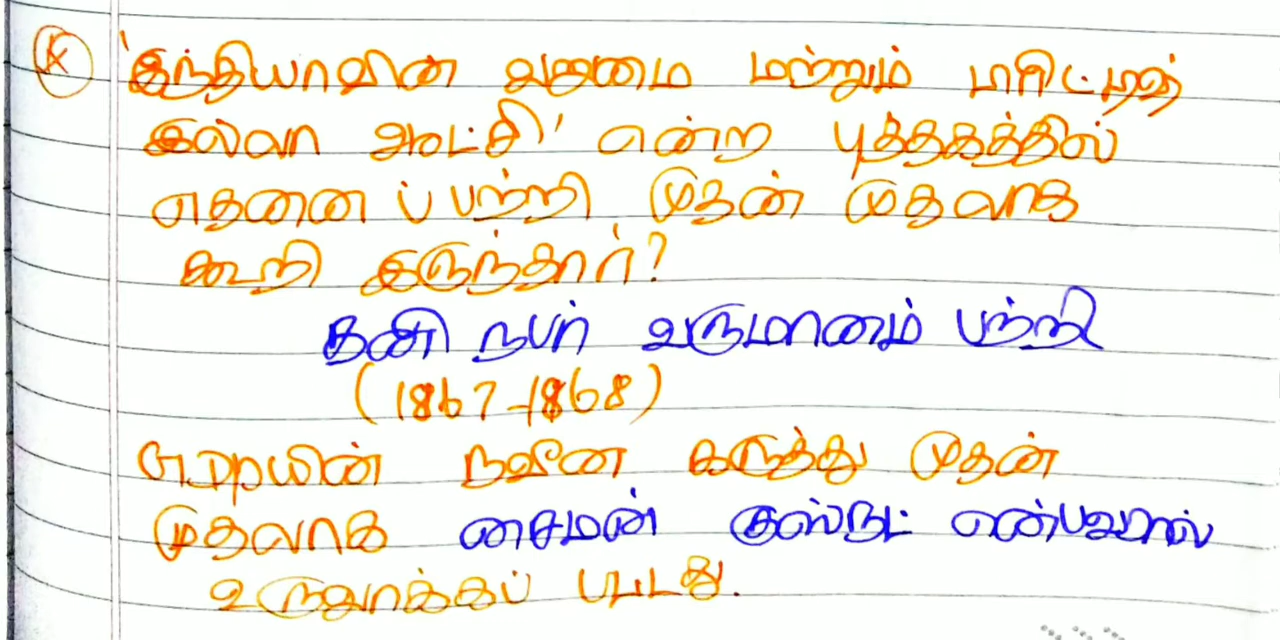 'இந்தியாவின் வறுமை மற்றும் பிரிட்டிஷ்
இல்லா ஆட்சி' என்ற புத்தகத்தில்
எதனைப்பற்றி முதன் முதலாக
கூறி இருந்தார்?
தனி நபர் வருமானம் பற்றி
(1867-1868)
நவீன கருத்து முதன்
முதலாக சைமன் குஸ்நட் என்பவரால்
உருவாக்கப் பட்டது.